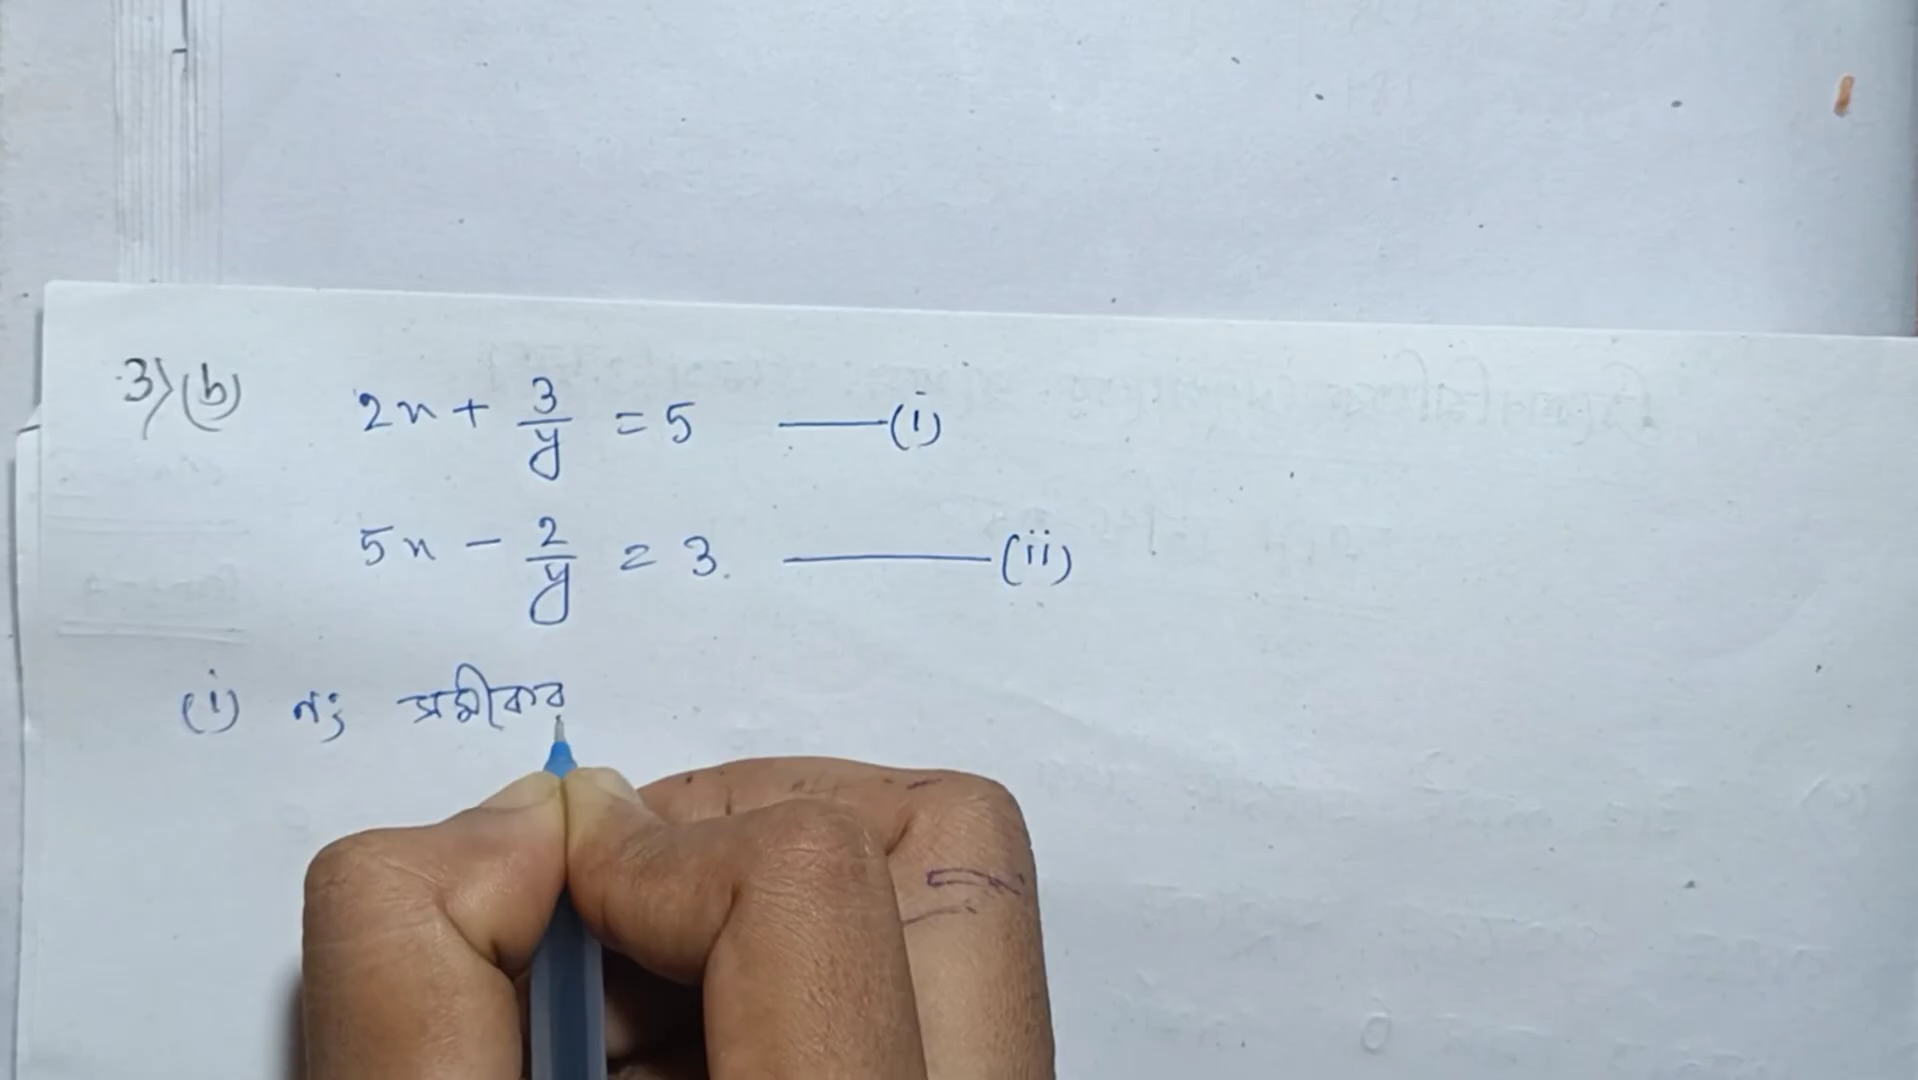 3) (b) 2x + 3/y = 5 —— (i)
5x - 2/y = 3. —— (ii)
(i) নং সমীকর